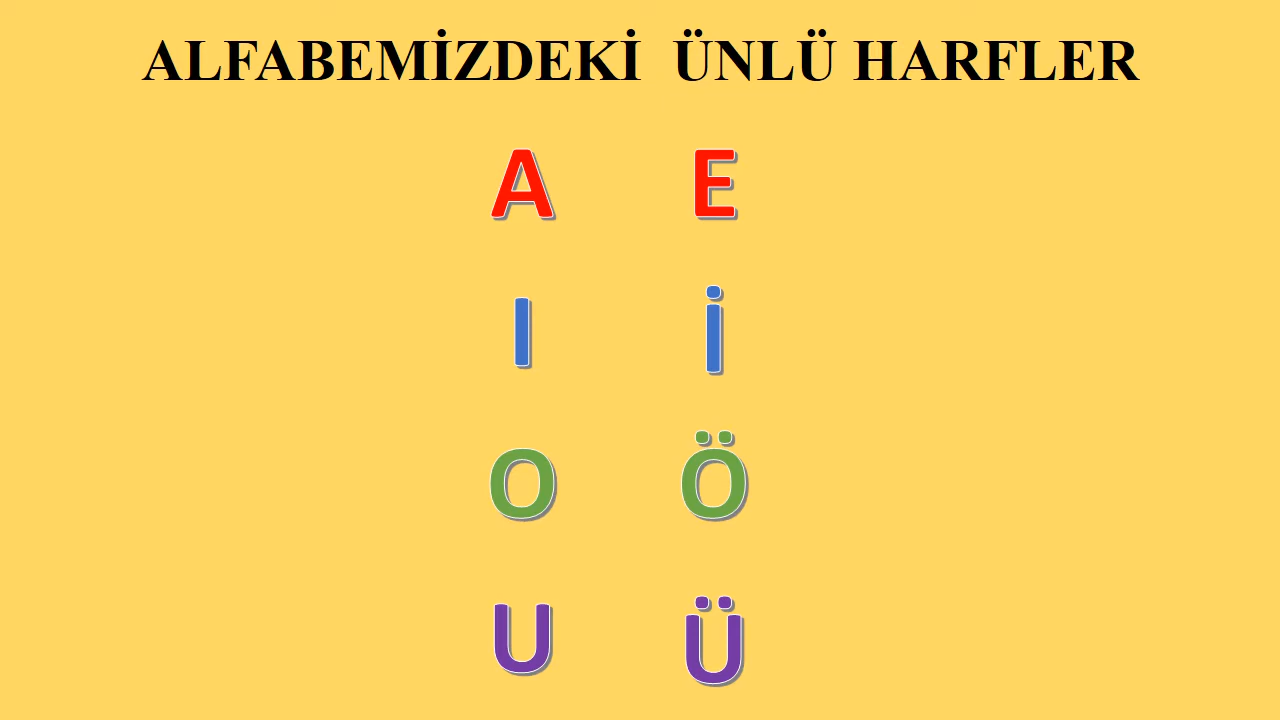 ALFABEMİZDEKİ ÜNLÜ HARFLER
A E
I İ
O Ö
U Ü